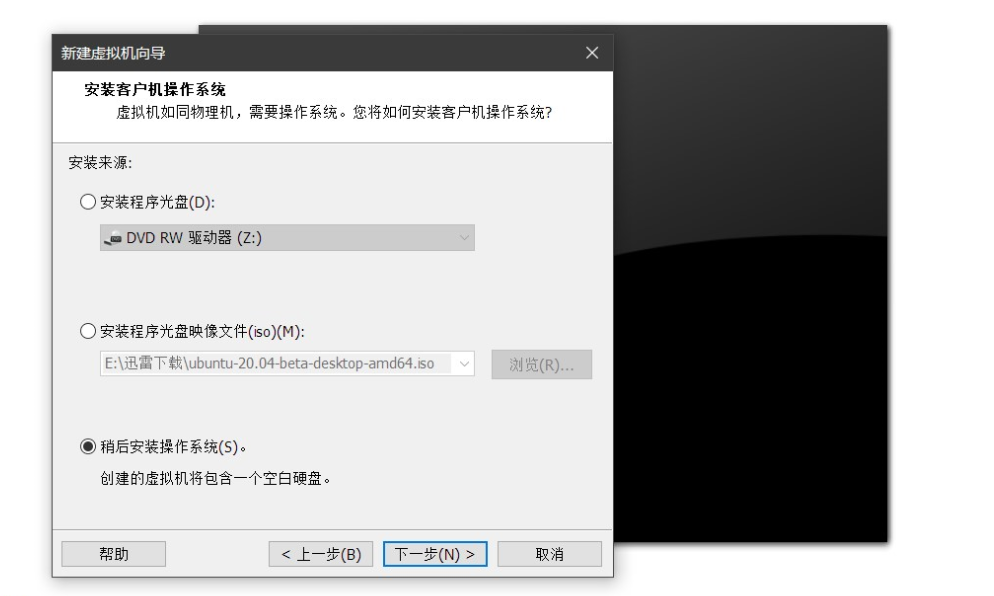 新建虚拟机向导
安装客户机操作系统
虚拟机如同物理机，需要操作系统。您将如何安装客户机操作系统?
安装来源:
安装程序光盘(D):
DVD RW 驱动器 (Z:)
安装程序光盘映像文件(iso)(M):
E:\迅雷下载\ubuntu-20.04-beta-desktop-amd64.iso
浏览(R)...
稍后安装操作系统(S)。
创建的虚拟机将包含一个空白硬盘。
帮助
< 上一步(B)
下一步(N) >
取消